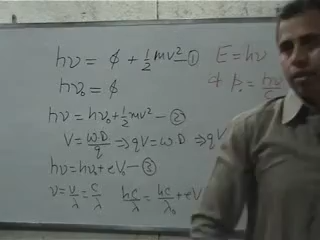 hν = φ + ½mv² — ①
hν₀ = φ
hν = hν₀ + ½mv² — ②
V = W.D/q → qV = W.D → qV
hν = hν₀ + eV₀ — ③
ν = v/λ = c/λ hc/λ = hc/λ₀ + eV
E = hν